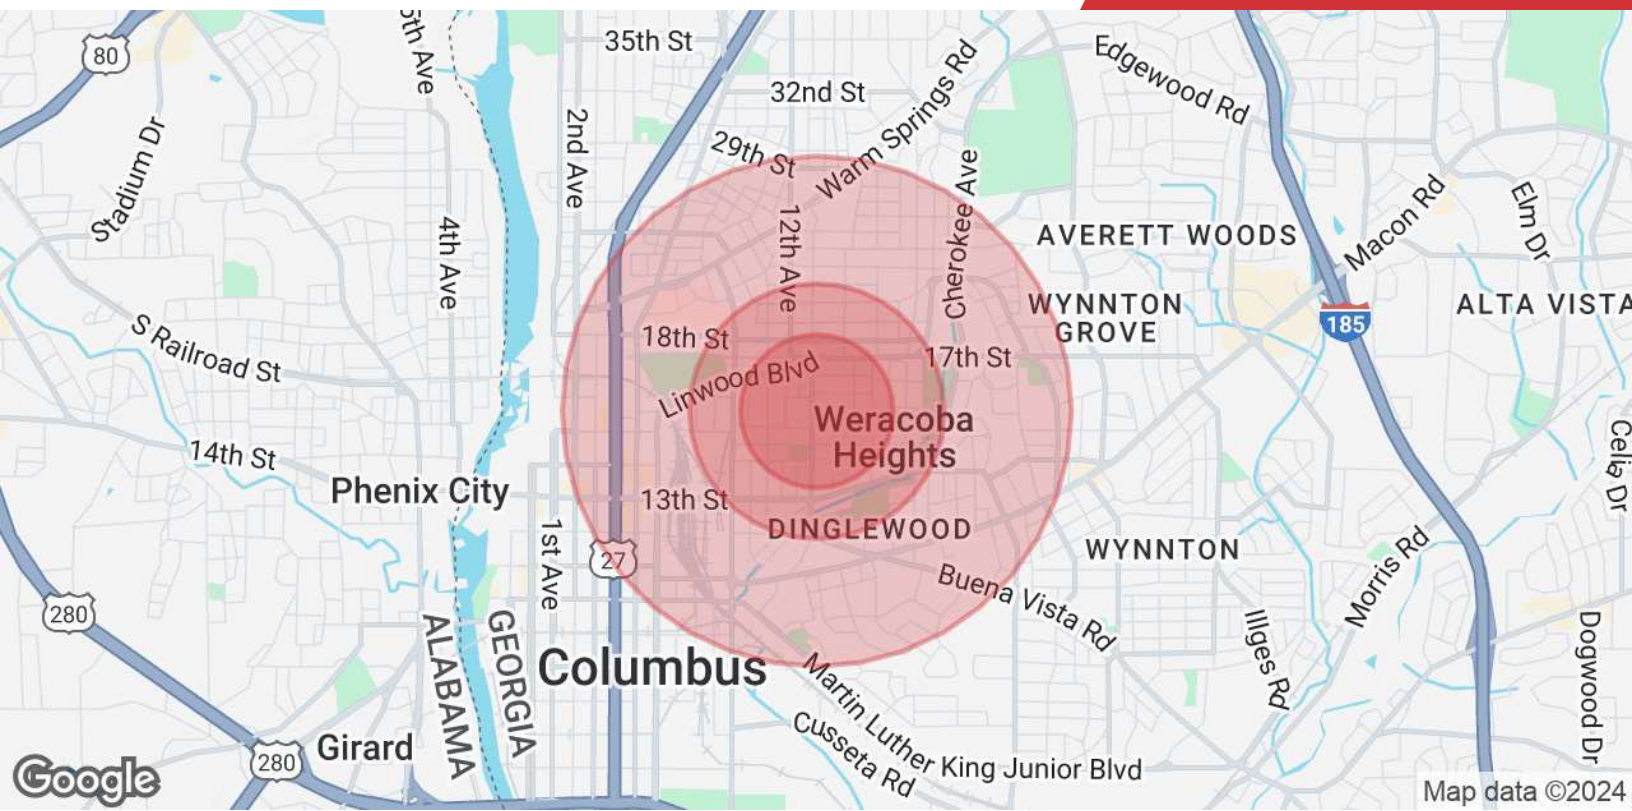 80
5th Ave
35th St
Edgewood Rd
32nd St
Warm Springs Rd
2nd Ave
29th St
Stadium Dr
Cherokee Ave
Macon Rd
Elm Dr
4th Ave
12th Ave
AVERETT WOODS
WYNNTON
GROVE
ALTA VISTA
185
S Railroad St
18th St
17th St
Linwood Blvd
Weracoba
Heights
14th St
Phenix City
13th St
DINGLEWOOD
WYNNTON
1st Ave
27
Buena Vista Rd
Morris Rd
280
ALABAMA
GEORGIA
Columbus
Illges Rd
Dogwood Dr
Martin Luther King Junior Blvd
Cusseta Rd
Girard
280
Google
Map data ©2024